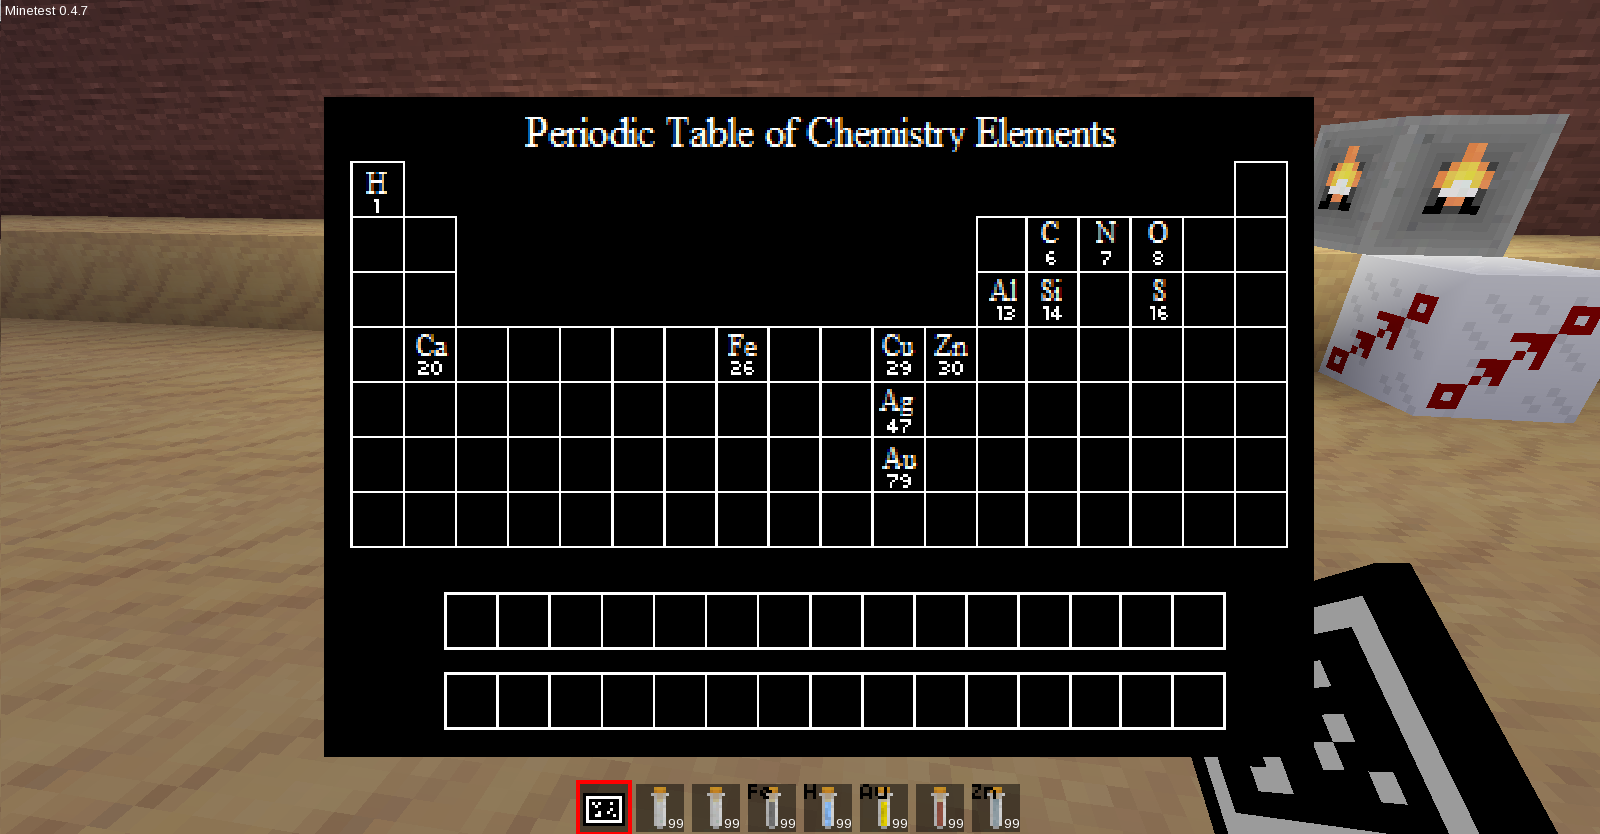 Minetest 0.4.7
Periodic Table of Chemistry Elements
H
1
C N O
6 7 8
Al Si S
13 14 16
Ca Fe Cu Zn
20 26 29 30
Ag
47
Au
79
Fe H Au Zn
99 99 99 99 99 99 99